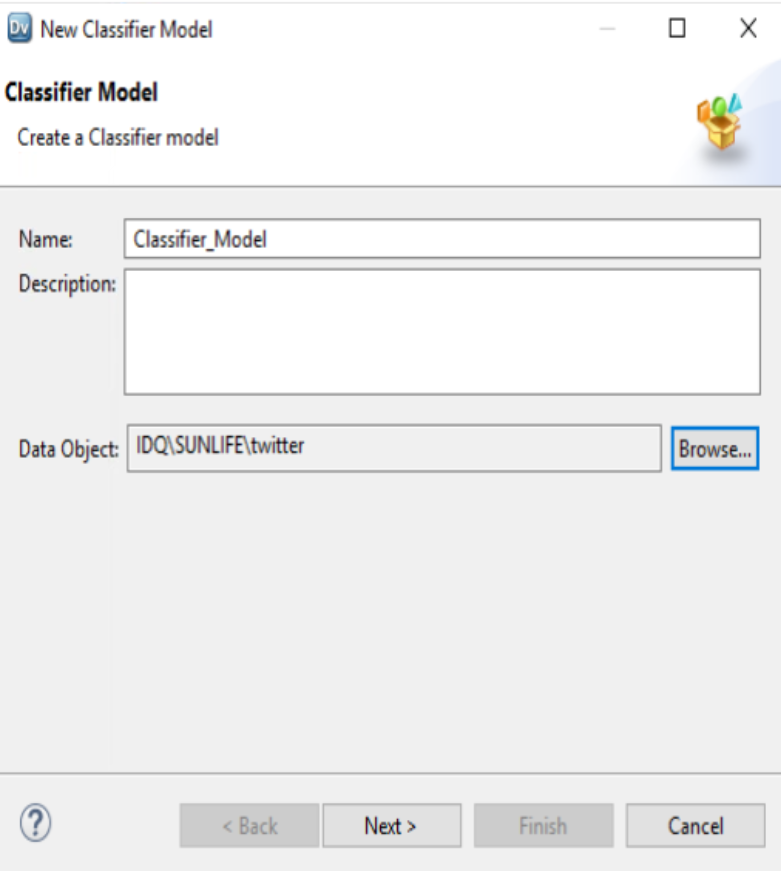 Dv New Classifier Model
Classifier Model
Create a Classifier model
Name: Classifier_Model
Description:
Data Object: IDQ\SUNLIFE\twitter Browse...
? < Back Next > Finish Cancel